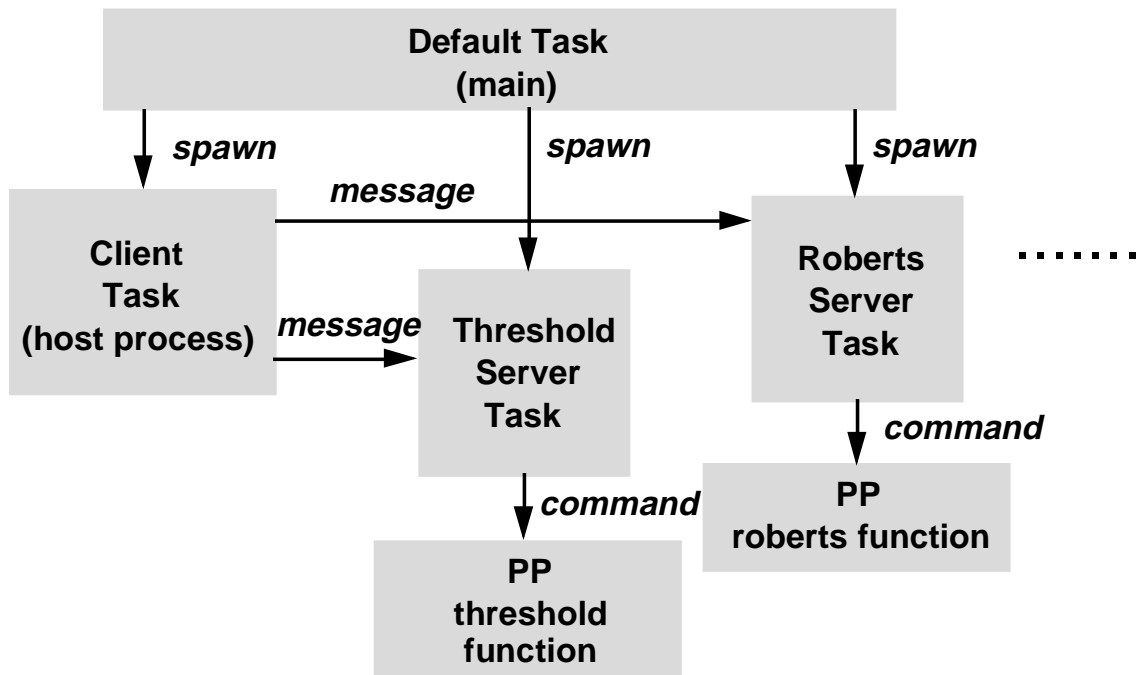 Default Task
(main)
spawn
spawn
spawn
message
Client
Task
(host process)
Roberts
Server
Task
message
Threshold
Server
Task
command
command
PP
roberts function
PP
threshold
function